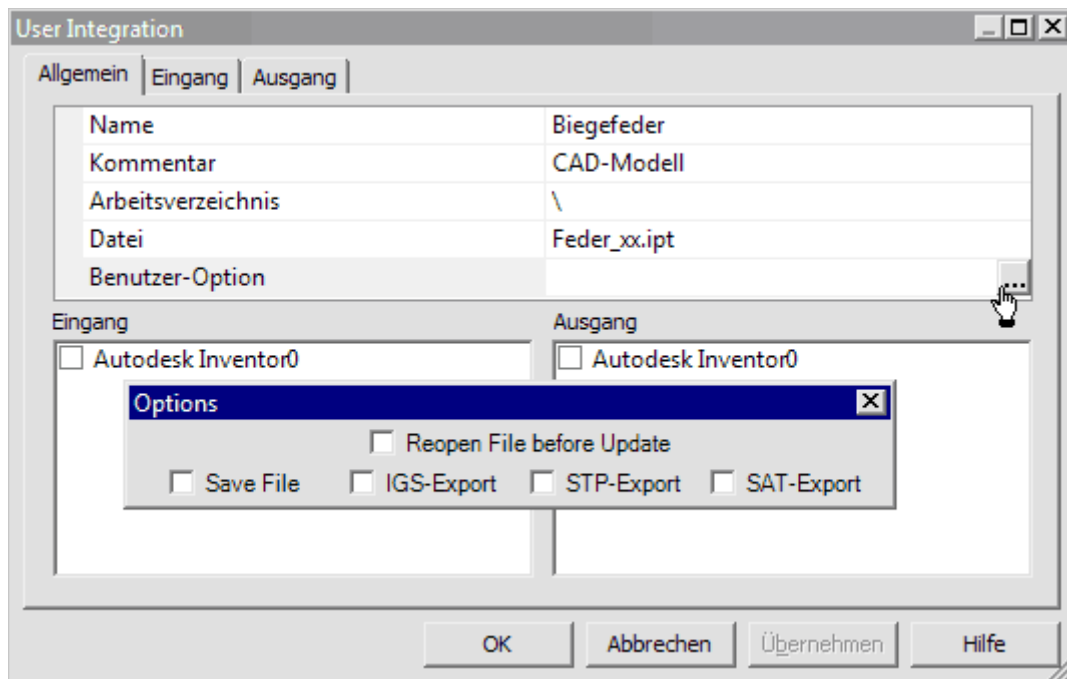 User Integration
Allgemein Eingang Ausgang
Name Biegefeder
Kommentar CAD-Modell
Arbeitsverzeichnis \
Datei Feder_xx.ipt
Benutzer-Option ...
Eingang Ausgang
Autodesk Inventor0 Autodesk Inventor0
Options
Reopen File before Update
Save File IGS-Export STP-Export SAT-Export
OK Abbrechen Übernehmen Hilfe